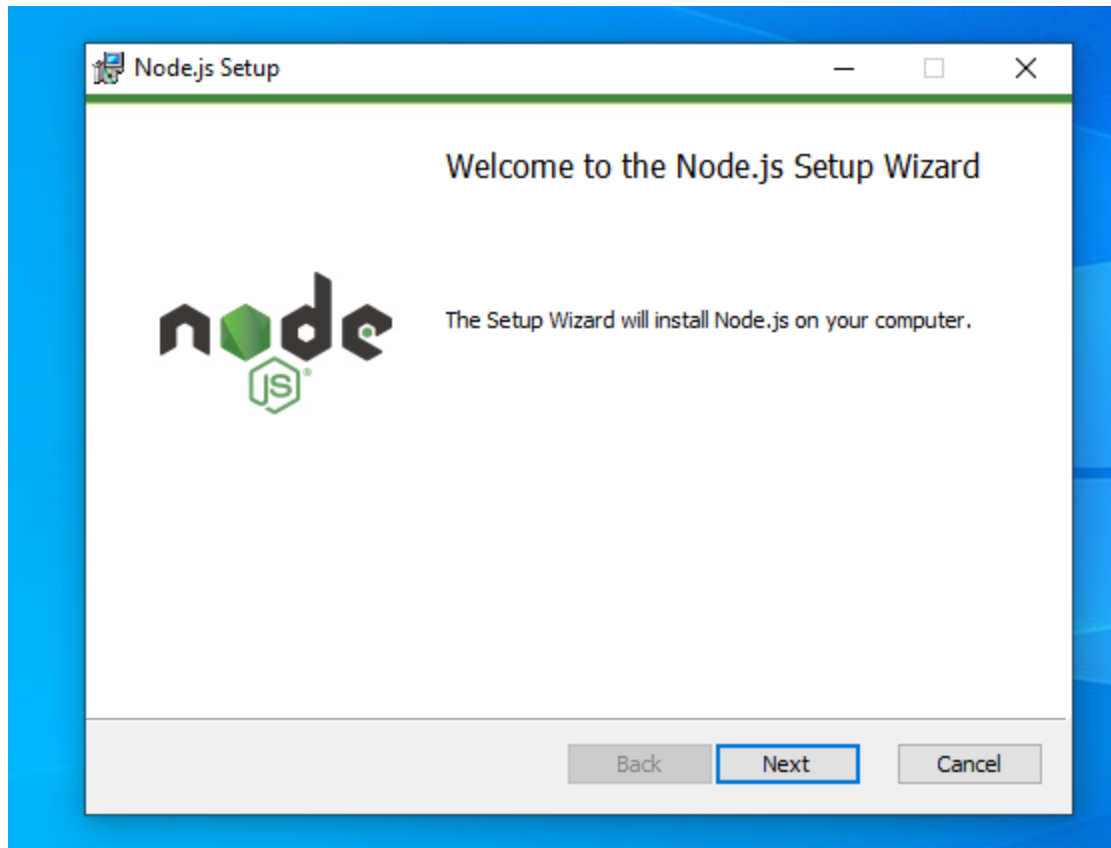 Node.js Setup
Welcome to the Node.js Setup Wizard
The Setup Wizard will install Node.js on your computer.
node
JS®
Back Next Cancel